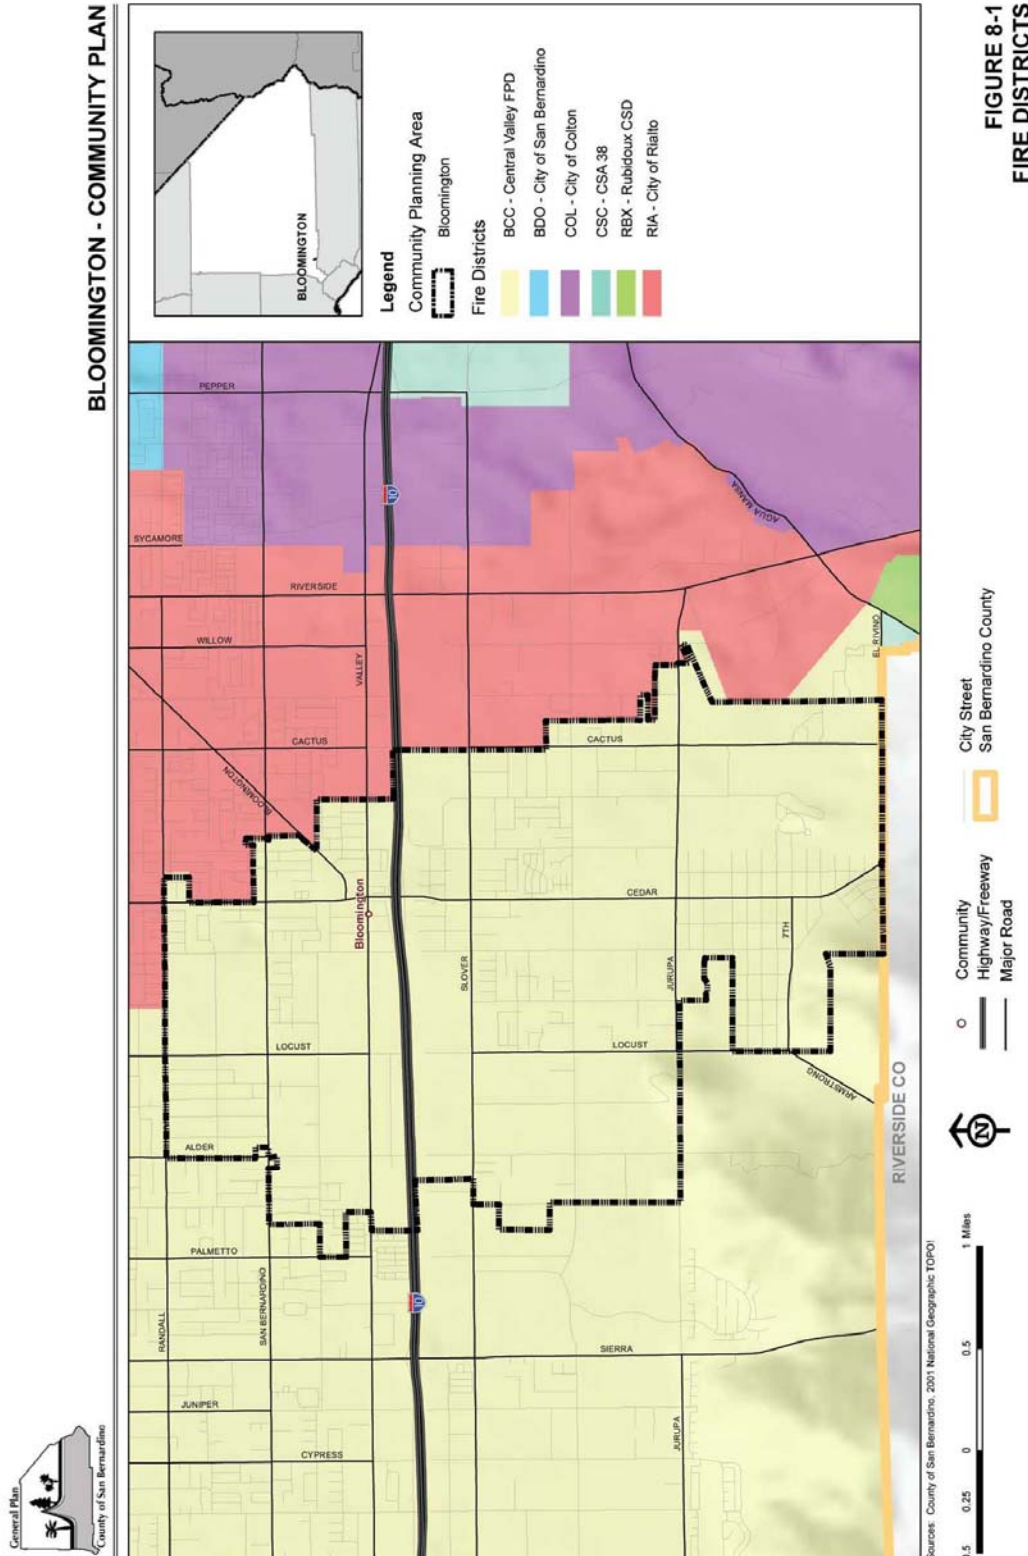 General Plan
County of San Bernardino
BLOOMINGTON - COMMUNITY PLAN
BLOOMINGTON
Legend
Community Planning Area
Bloomington
Fire Districts
BCC - Central Valley FPD
BDO - City of San Bernardino
COL - City of Colton
CSC - CSA 38
RBX - Rubidoux CSD
RIA - City of Rialto
PEPPER
SYCAMORE
RIVERSIDE
WILLOW
VALLEY
CACTUS
BLOOMINGTON
10
AGUA MANSA
EL RIVINO
CACTUS
Bloomington
CEDAR
SLOVER
JURUPA
7TH
LOCUST
LOCUST
ARMSTRONG
ALDER
PALMETTO
RANDALL
SAN BERNARDINO
10
JUNIPER
SIERRA
CYPRESS
JURUPA
RIVERSIDE CO
Sources: County of San Bernardino, 2001 National Geographic TOPO!
0.25
0
0.5
1 Miles
N
Community
Highway/Freeway
Major Road
City Street
San Bernardino County
FIGURE 8-1
FIRE DISTRICTS